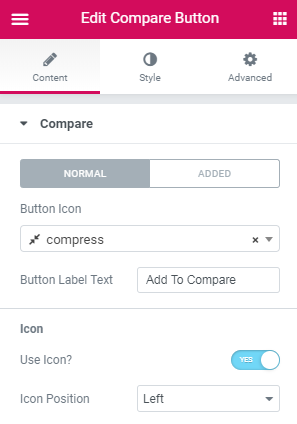 Edit Compare Button
Content Style Advanced
Compare
NORMAL ADDED
Button Icon
compress ×
Button Label Text Add To Compare
Icon
Use Icon? YES
Icon Position Left